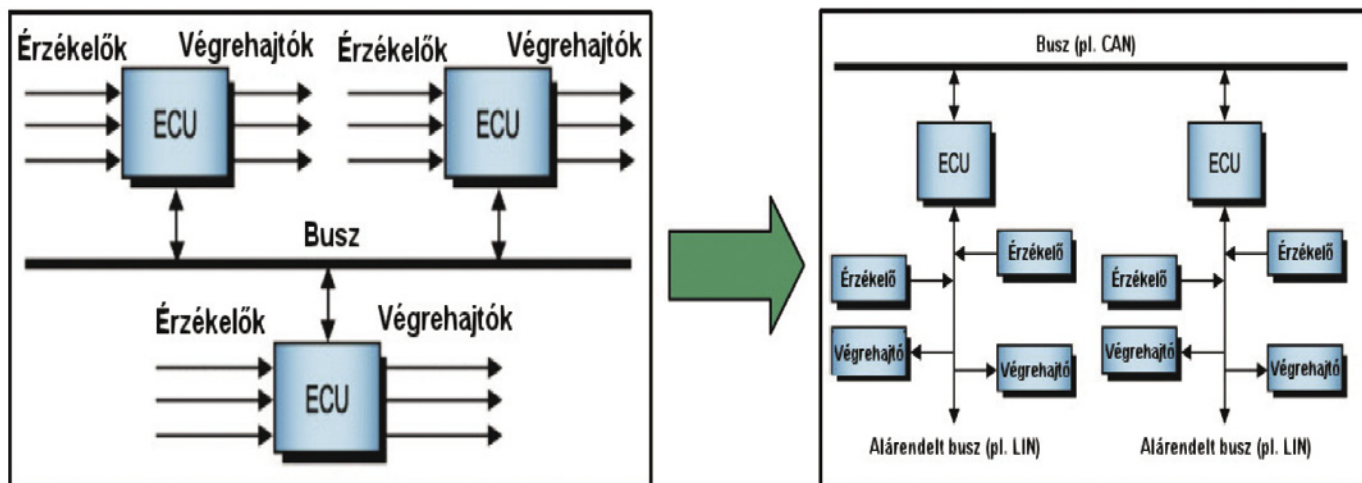 Érzékelők
Végrehajtók
Érzékelők
Végrehajtók
ECU
ECU
Busz
Érzékelők
Végrehajtók
ECU
Busz (pl. CAN)
ECU
ECU
Érzékelő
Érzékelő
Érzékelő
Érzékelő
Végrehajtó
Végrehajtó
Végrehajtó
Végrehajtó
Alárendelt busz (pl. LIN)
Alárendelt busz (pl. LIN)